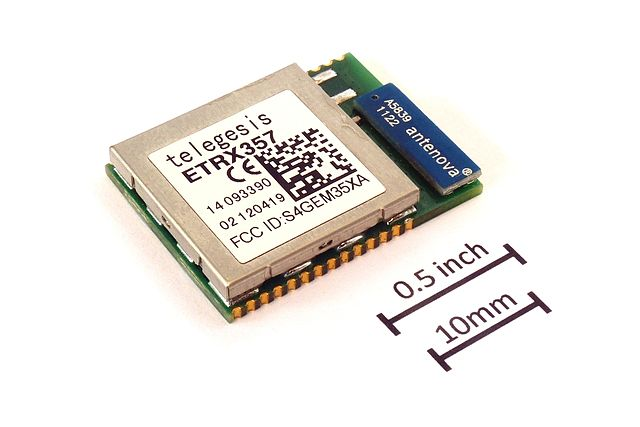 telegesis
ETRX357
CE
14 093390
02 120419
FCC ID:S4GEM35XA
A5839
1122
antenova®
0.5 inch
10mm